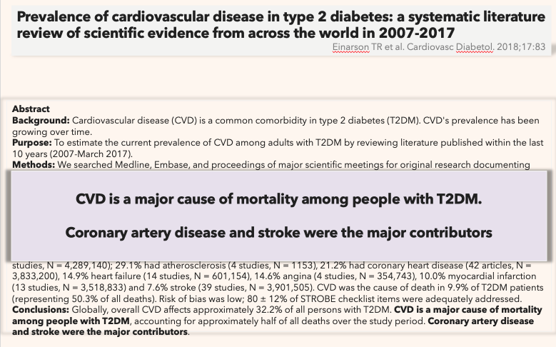 Prevalence of cardiovascular disease in type 2 diabetes: a systematic literature
review of scientific evidence from across the world in 2007-2017
Einarson TR et al. Cardiovasc Diabetol. 2018;17:83
Abstract
Background: Cardiovascular disease (CVD) is a common comorbidity in type 2 diabetes (T2DM). CVD's prevalence has been
growing over time.
Purpose: To estimate the current prevalence of CVD among adults with T2DM by reviewing literature published within the last
10 years (2007-March 2017).
Methods: We searched Medline, Embase, and proceedings of major scientific meetings for original research documenting
CVD is a major cause of mortality among people with T2DM.
Coronary artery disease and stroke were the major contributors
studies, N = 4,289,140); 29.1% had atherosclerosis (4 studies, N = 1153), 21.2% had coronary heart disease (42 articles, N =
3,833,200), 14.9% heart failure (14 studies, N = 601,154), 14.6% angina (4 studies, N = 354,743), 10.0% myocardial infarction
(13 studies, N = 3,518,833) and 7.6% stroke (39 studies, N = 3,901,505). CVD was the cause of death in 9.9% of T2DM patients
(representing 50.3% of all deaths). Risk of bias was low; 80 ± 12% of STROBE checklist items were adequately addressed.
Conclusions: Globally, overall CVD affects approximately 32.2% of all persons with T2DM. CVD is a major cause of mortality
among people with T2DM, accounting for approximately half of all deaths over the study period. Coronary artery disease
and stroke were the major contributors.